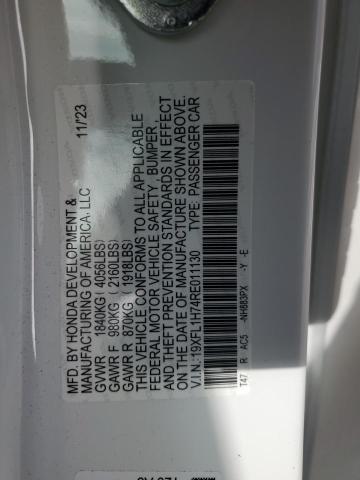 MFD. BY HONDA DEVELOPMENT & 11/23
MANUFACTURING OF AMERICA, LLC
GVWR 1840KG ( 4056LBS)
GAWR F 980KG ( 2160LBS)
GAWR R 870KG ( 1918LBS)
THIS VEHICLE CONFORMS TO ALL APPLICABLE
FEDERAL MOTOR VEHICLE SAFETY, BUMPER,
AND THEFT PREVENTION STANDARDS IN EFFECT
ON THE DATE OF MANUFACTURE SHOWN ABOVE.
V.I.N.:19XFL1H74RE011130 TYPE: PASSENGER CAR
T47 R AC5 -NH883PX -Y -E